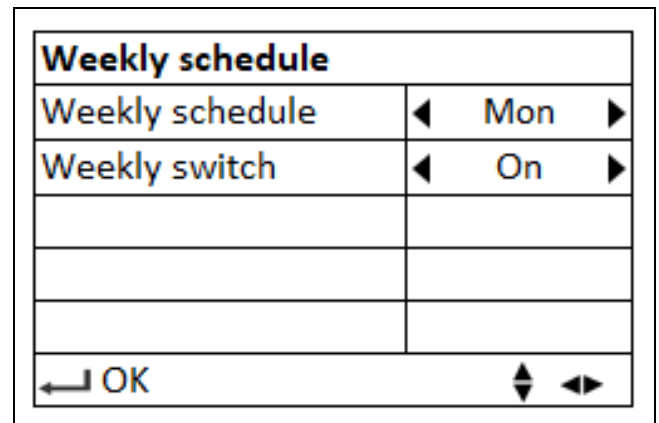 Weekly schedule
Weekly schedule ◀ Mon ▶
Weekly switch ◀ On ▶
OK